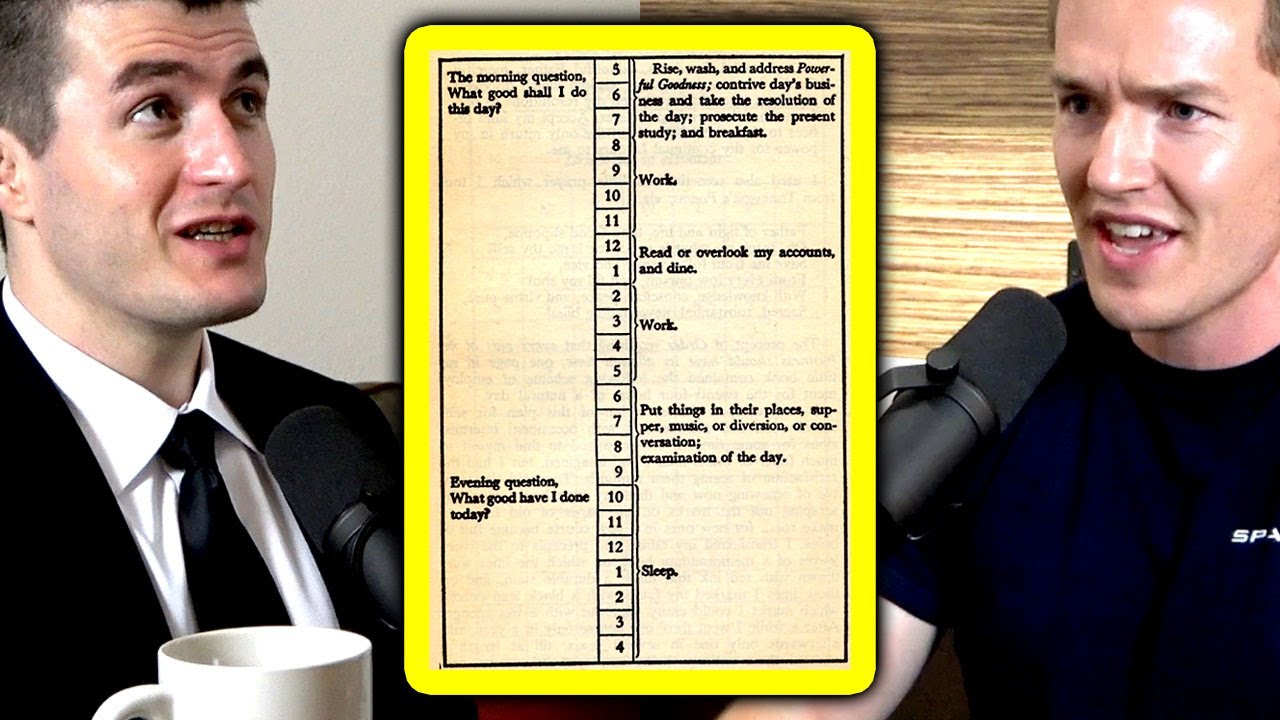 The morning question,
What good shall I do
this day?
5
6
7
8
9
10
11
12
1
2
3
4
5
6
7
8
9
10
11
12
1
2
3
4
Rise, wash, and address Power-
ful Goodness; contrive day's busi-
ness and take the resolution of
the day; prosecute the present
study; and breakfast.
Work.
Read or overlook my accounts,
and dine.
Work.
Put things in their places, sup-
per, music, or diversion, or con-
versation;
examination of the day.
Evening question,
What good have I done
today?
Sleep.
SPA